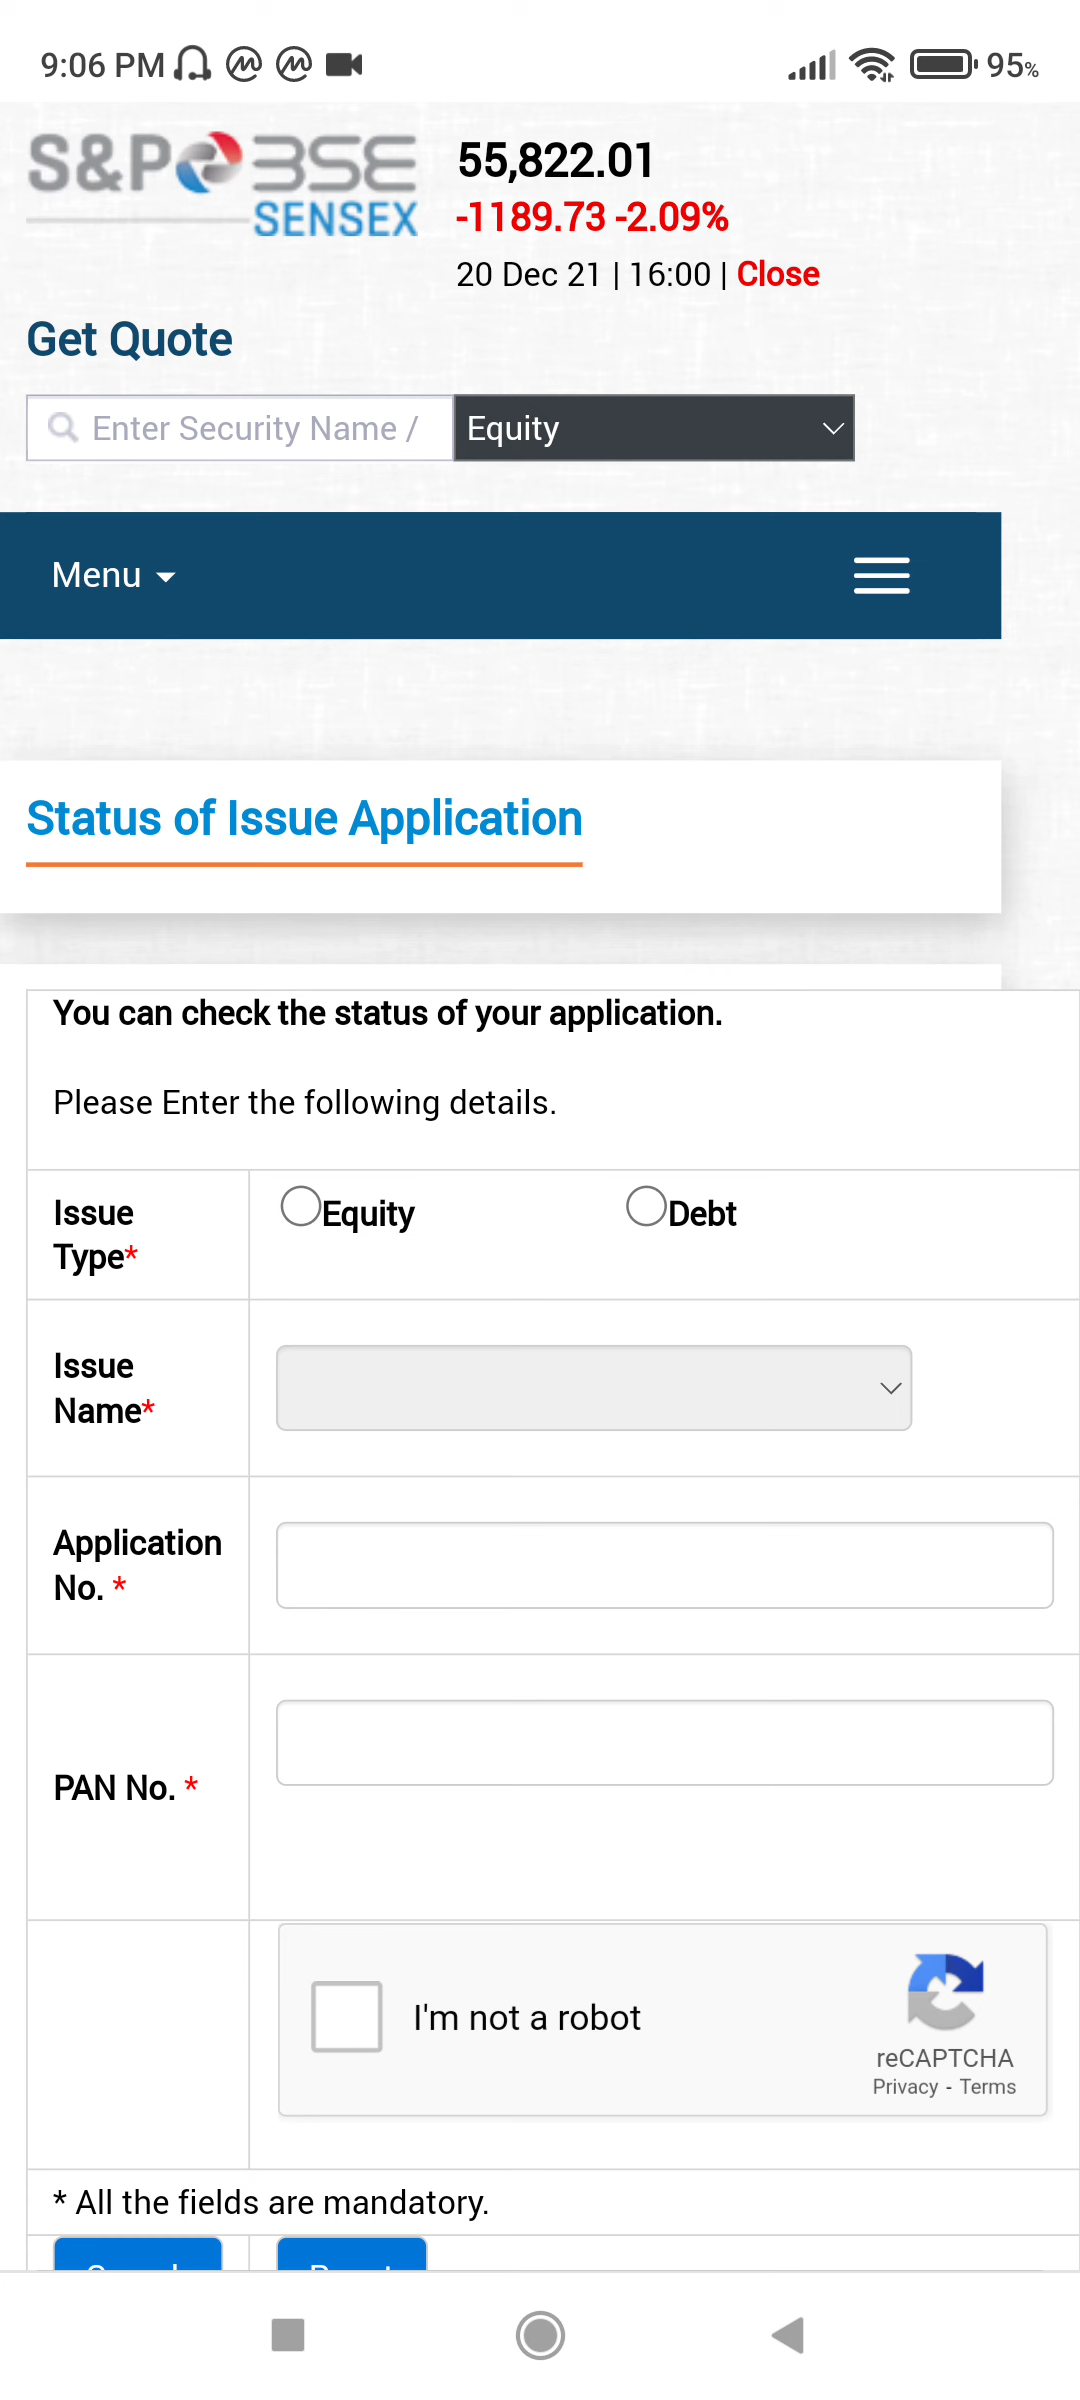 9:06 PM 95%
S&P BSE
SENSEX
55,822.01
-1189.73 -2.09%
20 Dec 21 | 16:00 | Close
Get Quote
Enter Security Name / Equity
Menu
Status of Issue Application
You can check the status of your application.
Please Enter the following details.
Issue
Type*
Equity Debt
Issue
Name*
Application
No. *
PAN No. *
I'm not a robot
reCAPTCHA
Privacy - Terms
* All the fields are mandatory.